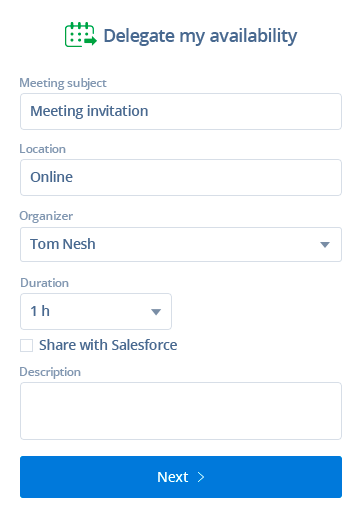 Delegate my availability
Meeting subject
Meeting invitation
Location
Online
Organizer
Tom Nesh
Duration
1 h
Share with Salesforce
Description
Next